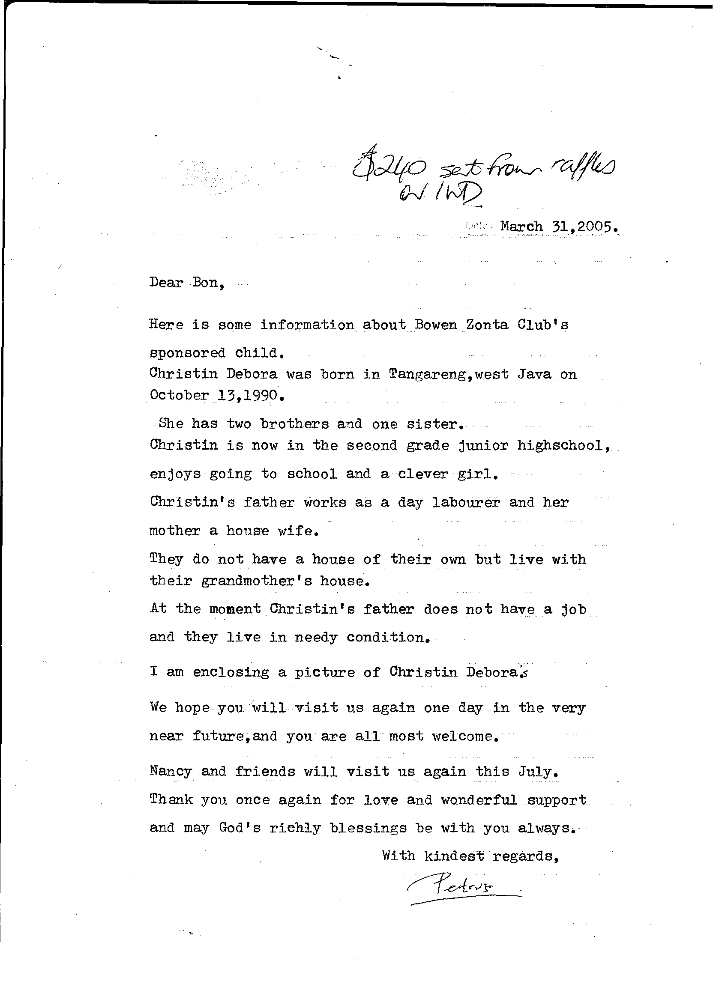 $240 sent from raffles
on IWD
Date: March 31,2005.
Dear Bon,
Here is some information about Bowen Zonta Club's
sponsored child.
Christin Debora was born in Tangareng,west Java on
October 13,1990.
She has two brothers and one sister.
Christin is now in the second grade junior highschool,
enjoys going to school and a clever girl.
Christin's father works as a day labourer and her
mother a house wife.
They do not have a house of their own but live with
their grandmother's house.
At the moment Christin's father does not have a job
and they live in needy condition.
I am enclosing a picture of Christin Debora's
We hope you will visit us again one day in the very
near future,and you are all most welcome.
Nancy and friends will visit us again this July.
Thank you once again for love and wonderful support
and may God's richly blessings be with you always.
With kindest regards,
Petrus